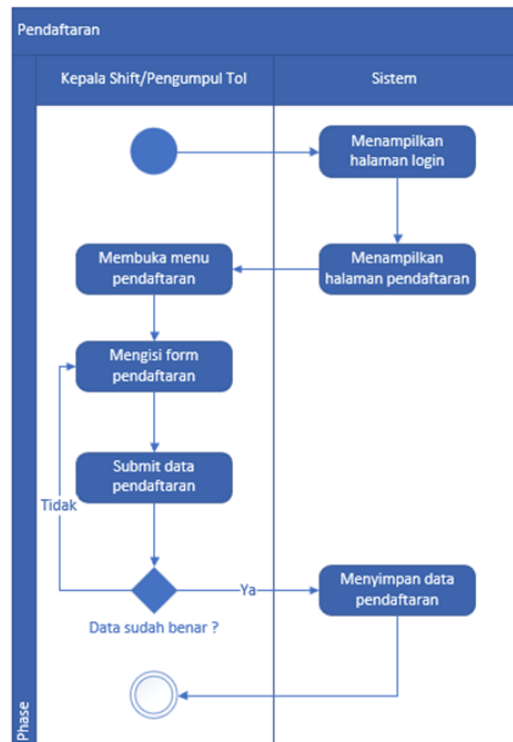 Pendaftaran
Kepala Shift/Pengumpul Tol
Sistem
Menampilkan
halaman login
Membuka menu
pendaftaran
Menampilkan
halaman pendaftaran
Mengisi form
pendaftaran
Submit data
pendaftaran
Tidak
Ya
Menyimpan data
pendaftaran
Data sudah benar ?
Phase